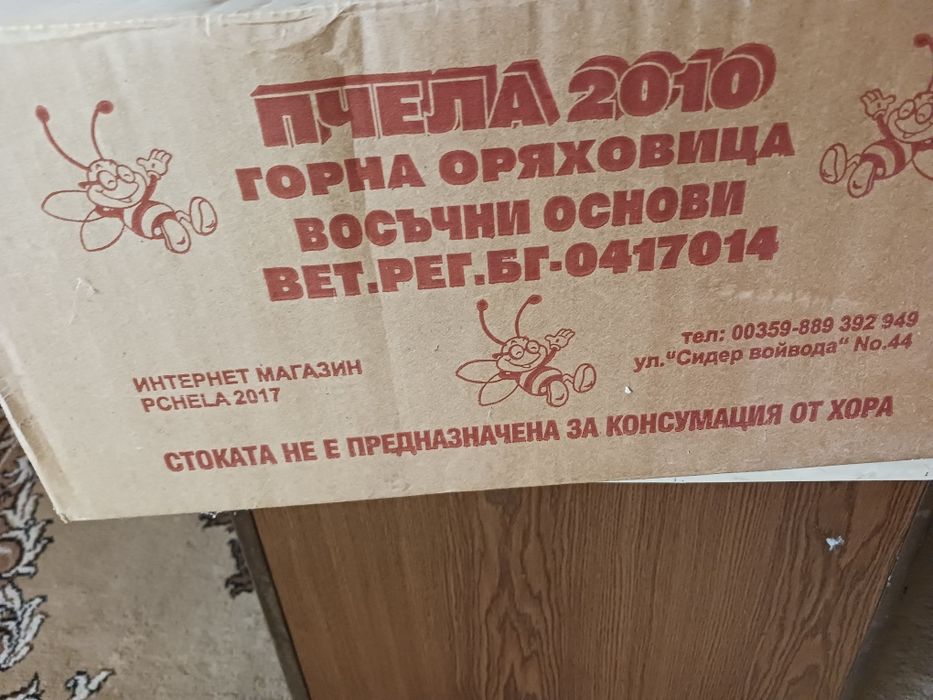 ПЧЕЛА 2010
ГОРНА ОРЯХОВИЦА
ВОСЪЧНИ ОСНОВИ
ВЕТ.РЕГ.БГ-0417014
тел: 00359-889 392 949
ул."Сидер войвода" No.44
ИНТЕРНЕТ МАГАЗИН
PCHELA 2017
СТОКАТА НЕ Е ПРЕДНАЗНАЧЕНА ЗА КОНСУМАЦИЯ ОТ ХОРА